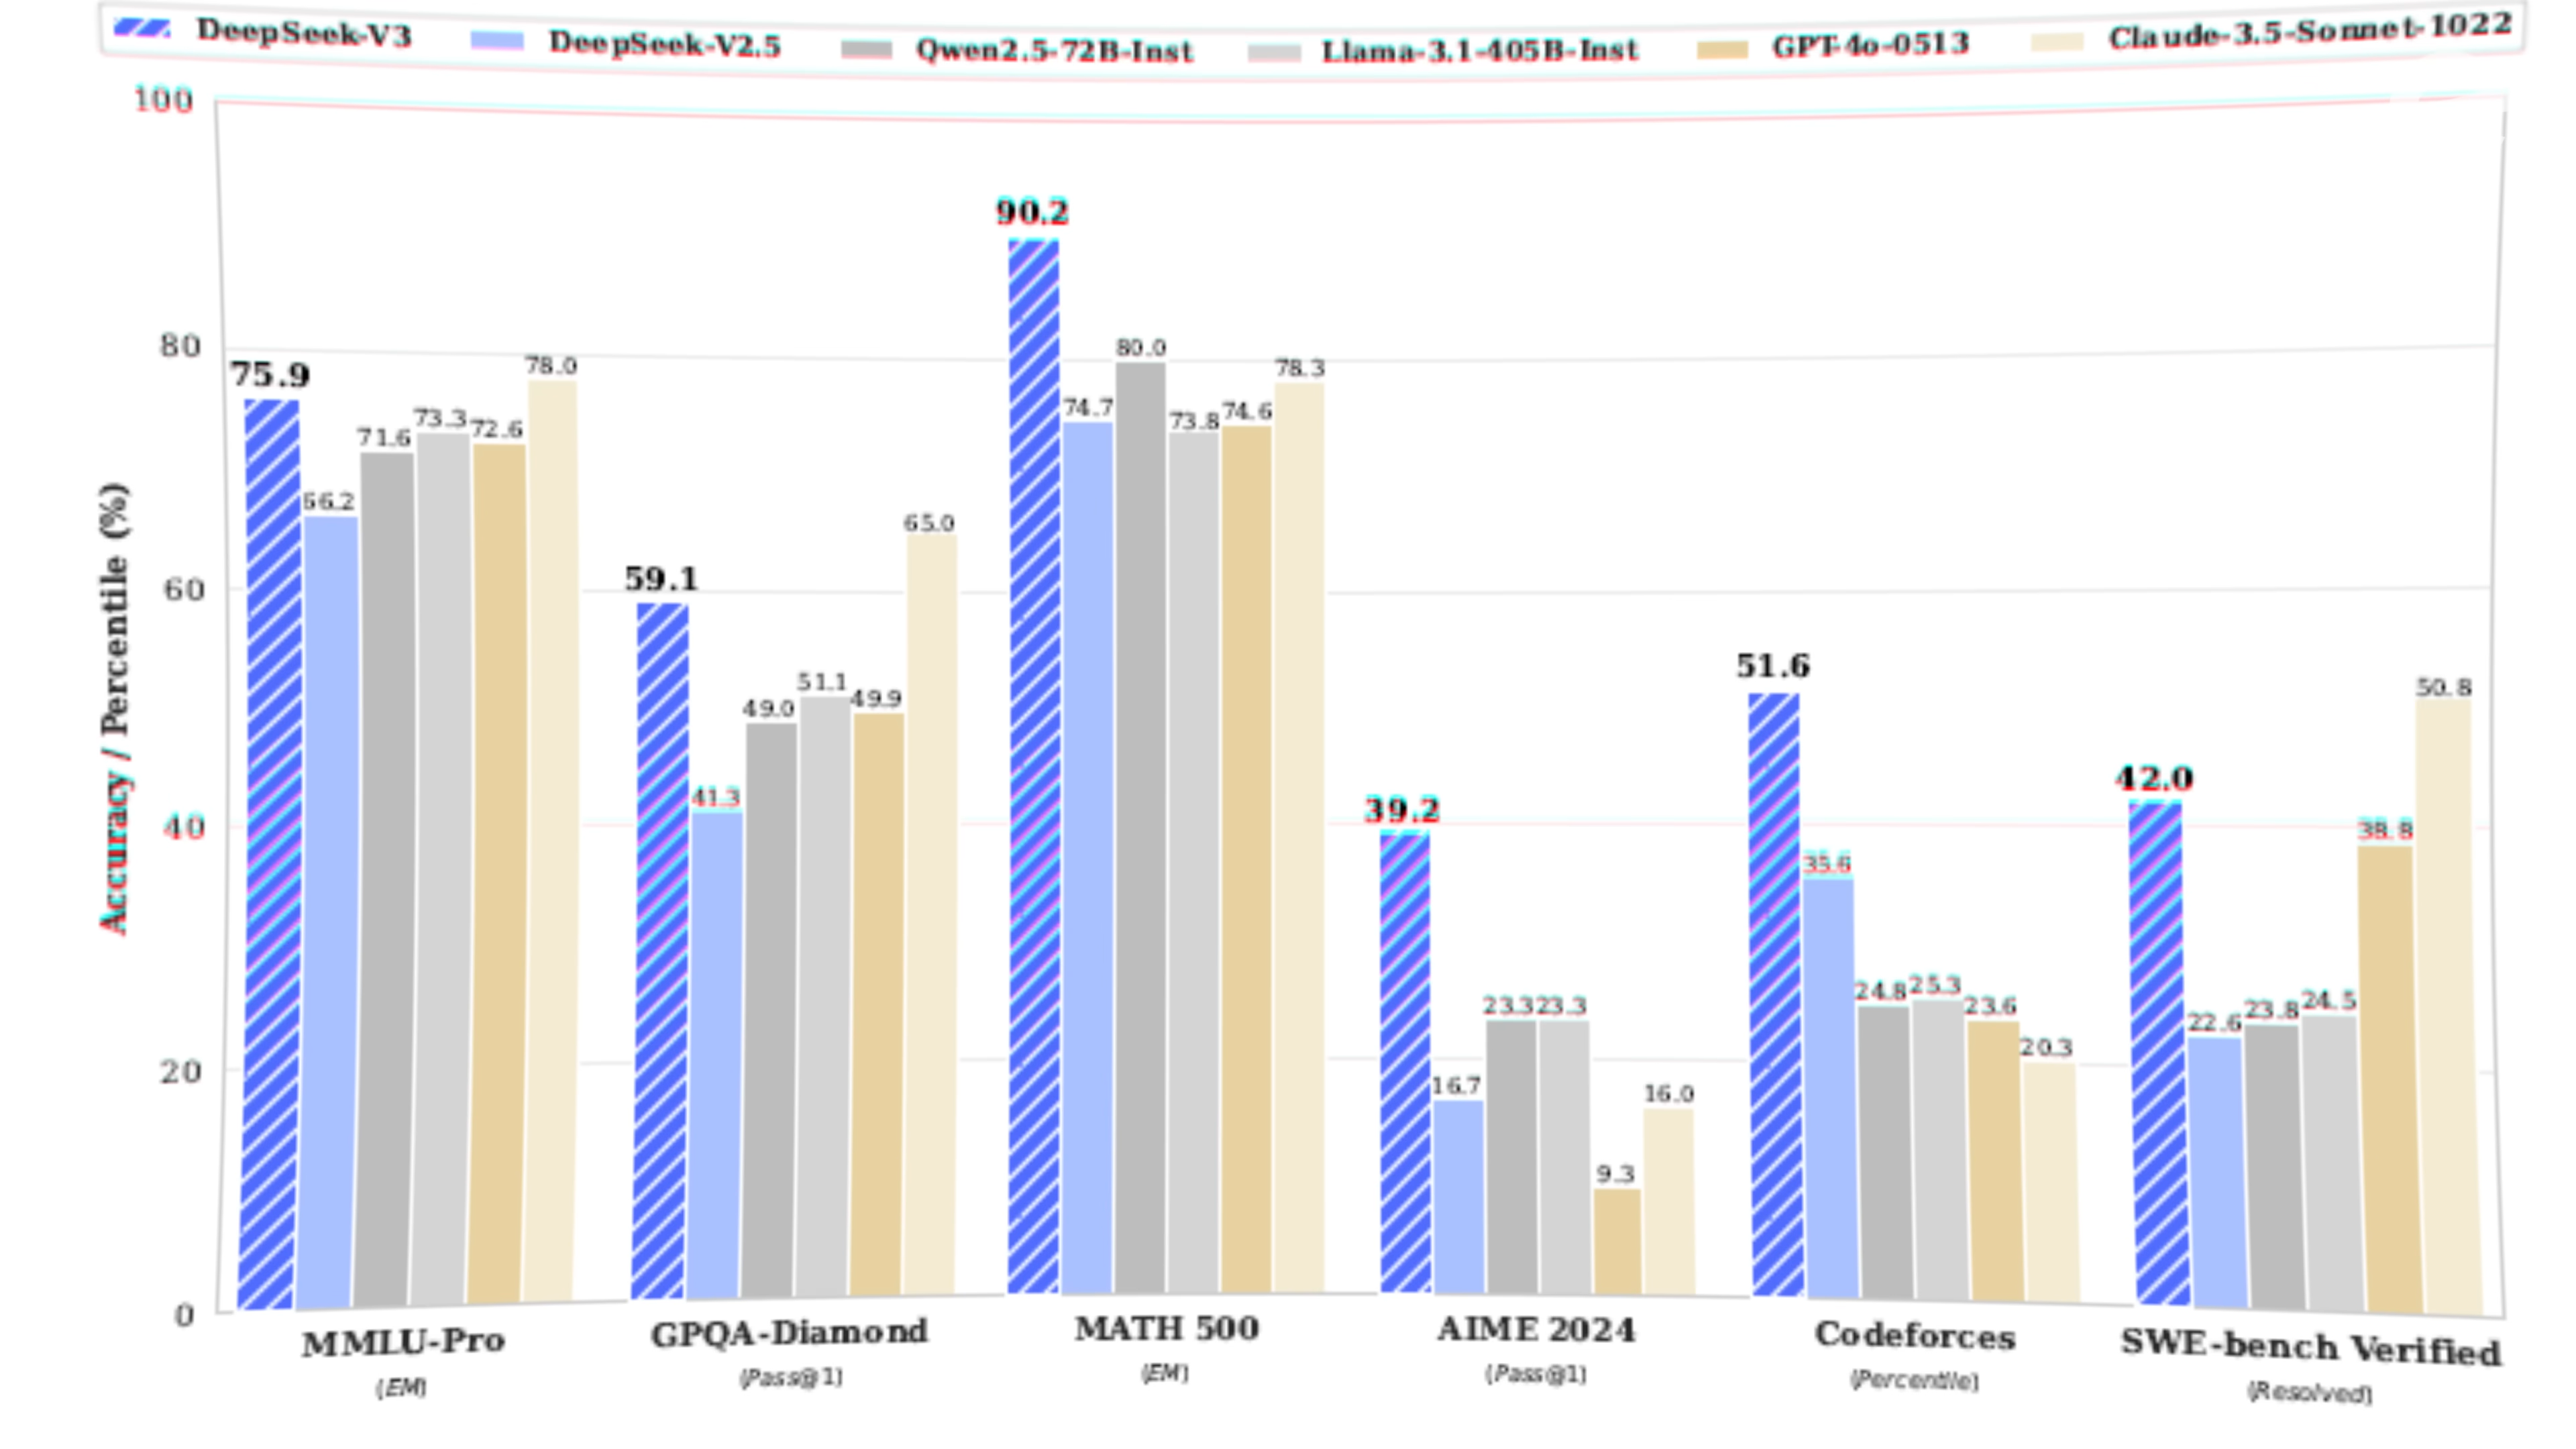 DeepSeek-V3 DeepSeek-V2.5 Qwen2.5-72B-Inst Llama-3.1-405B-Inst GPT-4o-0513 Claude-3.5-Sonnet-1022
Accuracy / Percentile (%)
100
80
60
40
20
0
75.9 66.2 71.6 73.3 72.6 78.0
59.1 41.3 49.0 51.1 49.9 65.0
90.2 74.7 80.0 73.8 74.6 78.3
39.2 16.7 23.3 23.3 9.3 16.0
51.6 35.6 24.8 25.3 23.6 20.3
42.0 22.6 23.8 24.5 38.8 50.8
MMLU-Pro
(EM)
GPQA-Diamond
(Pass@1)
MATH 500
(EM)
AIME 2024
(Pass@1)
Codeforces
(Percentile)
SWE-bench Verified
(Resolved)